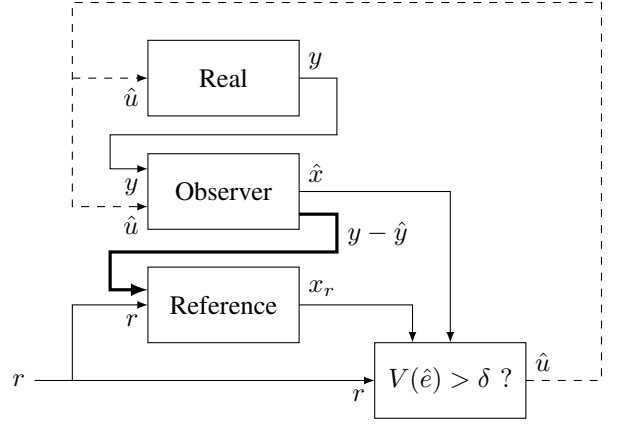 y
Real
û
y
Observer
x̂
û
y − ŷ
Reference
x_r
r
r
V(ê) > δ ?
û
r